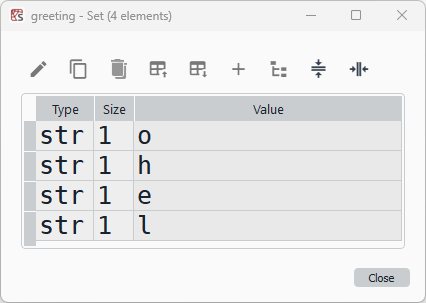 greeting - Set (4 elements)
Type Size Value
str 1 o
str 1 h
str 1 e
str 1 l
Close